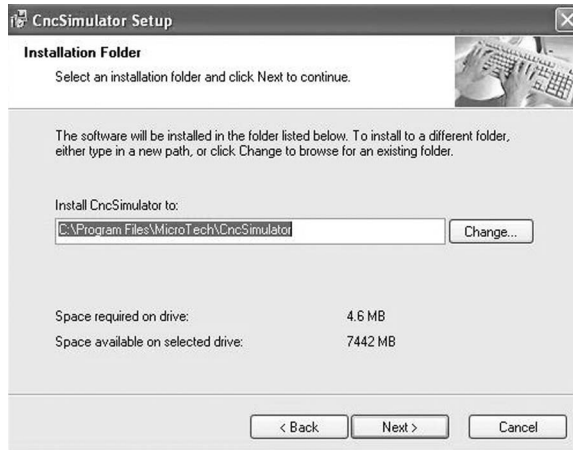 CncSimulator Setup
Installation Folder
Select an installation folder and click Next to continue.
The software will be installed in the folder listed below. To install to a different folder,
either type in a new path, or click Change to browse for an existing folder.
Install CncSimulator to:
C:\Program Files\MicroTech\CncSimulator
Change...
Space required on drive: 4.6 MB
Space available on selected drive: 7442 MB
< Back Next > Cancel